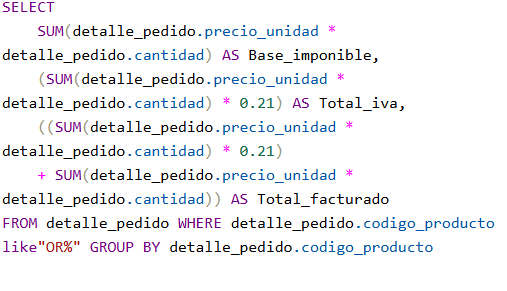 SELECT
SUM(detalle_pedido.precio_unidad *
detalle_pedido.cantidad) AS Base_imponible,
(SUM(detalle_pedido.precio_unidad *
detalle_pedido.cantidad) * 0.21) AS Total_iva,
((SUM(detalle_pedido.precio_unidad *
detalle_pedido.cantidad) * 0.21)
+ SUM(detalle_pedido.precio_unidad *
detalle_pedido.cantidad)) AS Total_facturado
FROM detalle_pedido WHERE detalle_pedido.codigo_producto
like"OR%" GROUP BY detalle_pedido.codigo_producto